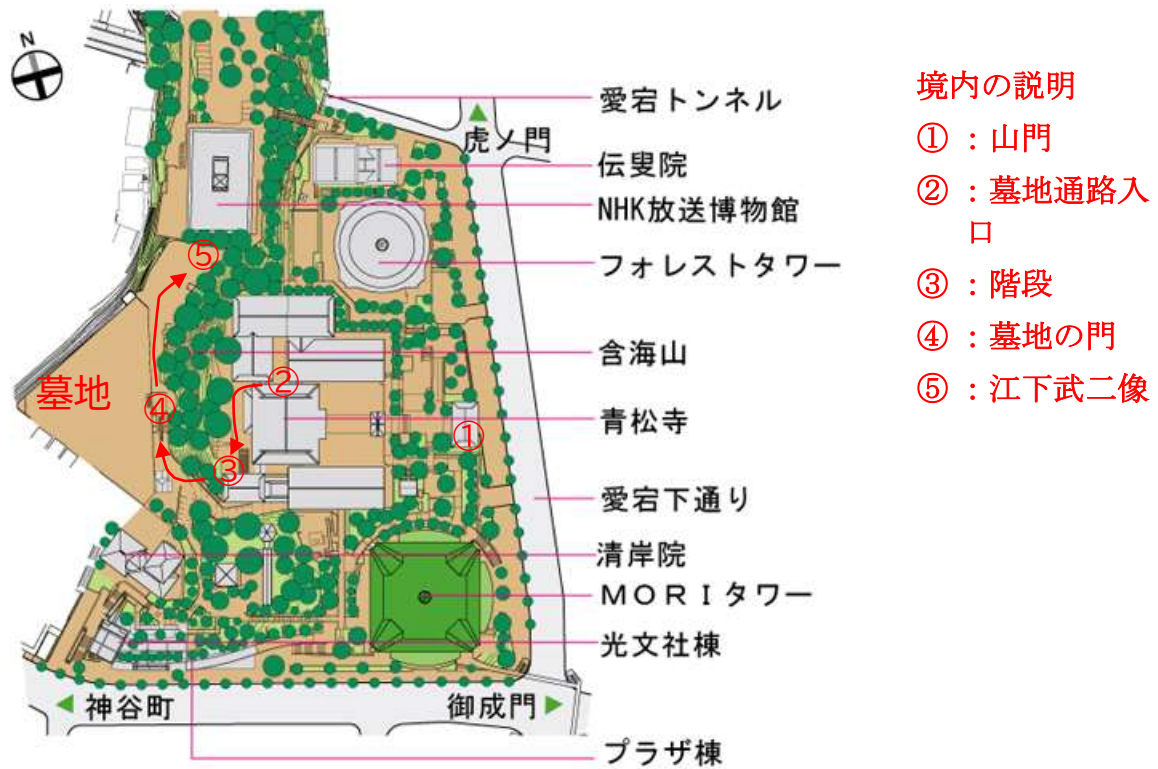 N
愛宕トンネル
虎ノ門
伝叟院
NHK放送博物館
フォレストタワー
含海山
青松寺
愛宕下通り
清岸院
MORIタワー
光文社棟
プラザ棟
神谷町
御成門
墓地
①
②
③
④
⑤
境内の説明
①：山門
②：墓地通路入
口
③：階段
④：墓地の門
⑤：江下武二像